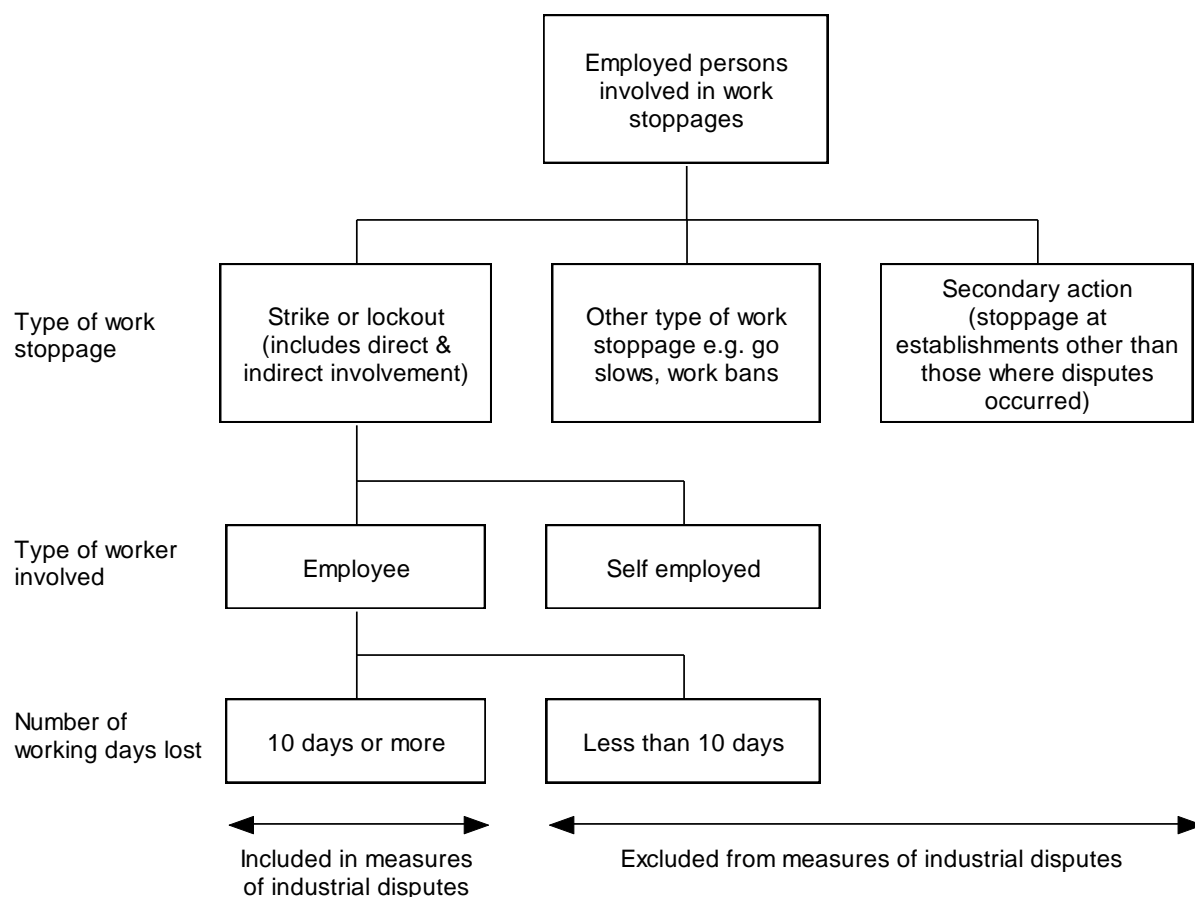 Employed persons
involved in work
stoppages
Type of work
stoppage
Strike or lockout
(includes direct &
indirect involvement)
Other type of work
stoppage e.g. go
slows, work bans
Secondary action
(stoppage at
establishments other than
those where disputes
occurred)
Type of worker
involved
Employee
Self employed
Number of
working days lost
10 days or more
Less than 10 days
Included in measures
of industrial disputes
Excluded from measures of industrial disputes